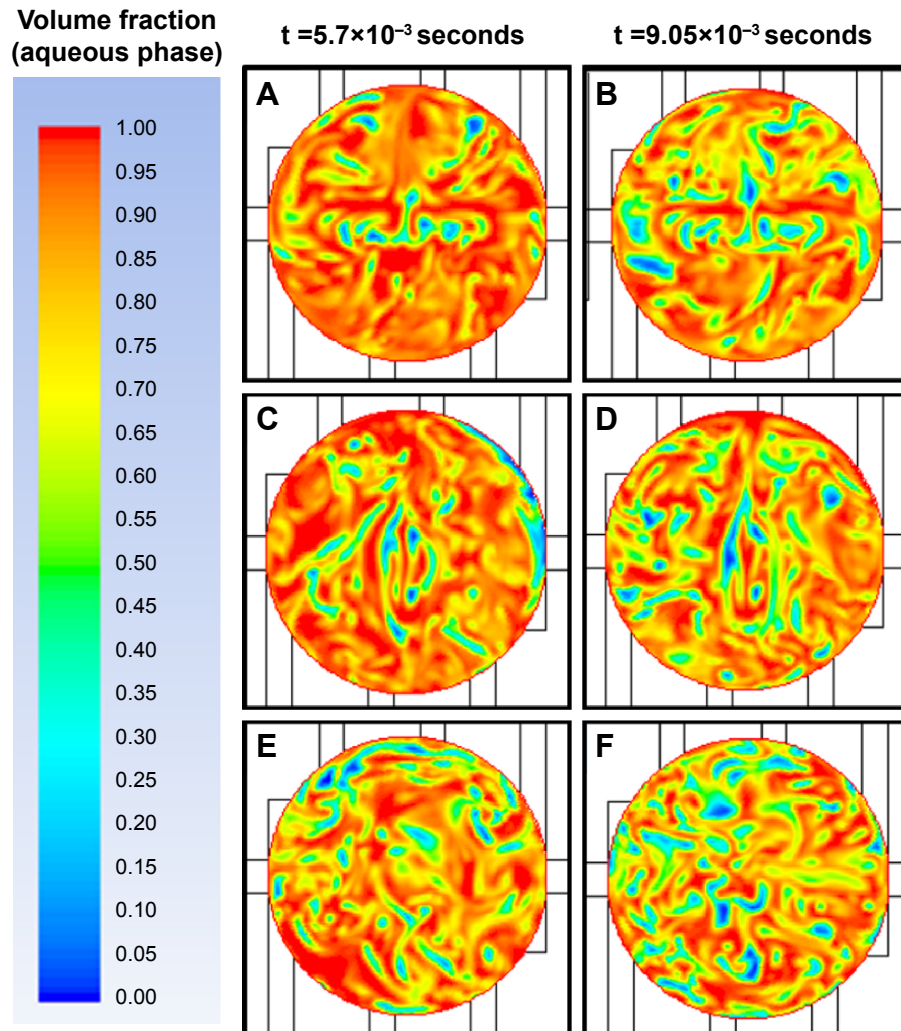 Volume fraction
(aqueous phase)
t =5.7×10⁻³ seconds
t =9.05×10⁻³ seconds
1.00
0.95
0.90
0.85
0.80
0.75
0.70
0.65
0.60
0.55
0.50
0.45
0.40
0.35
0.30
0.25
0.20
0.15
0.10
0.05
0.00
A
B
C
D
E
F